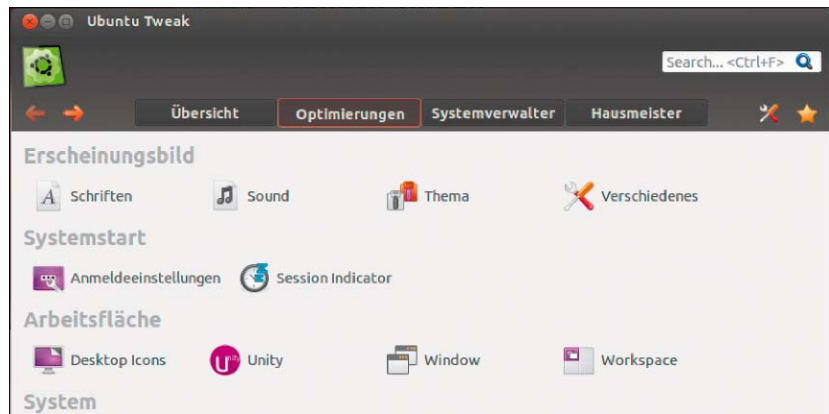 Ubuntu Tweak
Search... <Ctrl+F>
Übersicht Optimierungen Systemverwalter Hausmeister
Erscheinungsbild
Schriften Sound Thema Verschiedenes
Systemstart
Anmeldeeinstellungen Session Indicator
Arbeitsfläche
Desktop Icons Unity Window Workspace
System